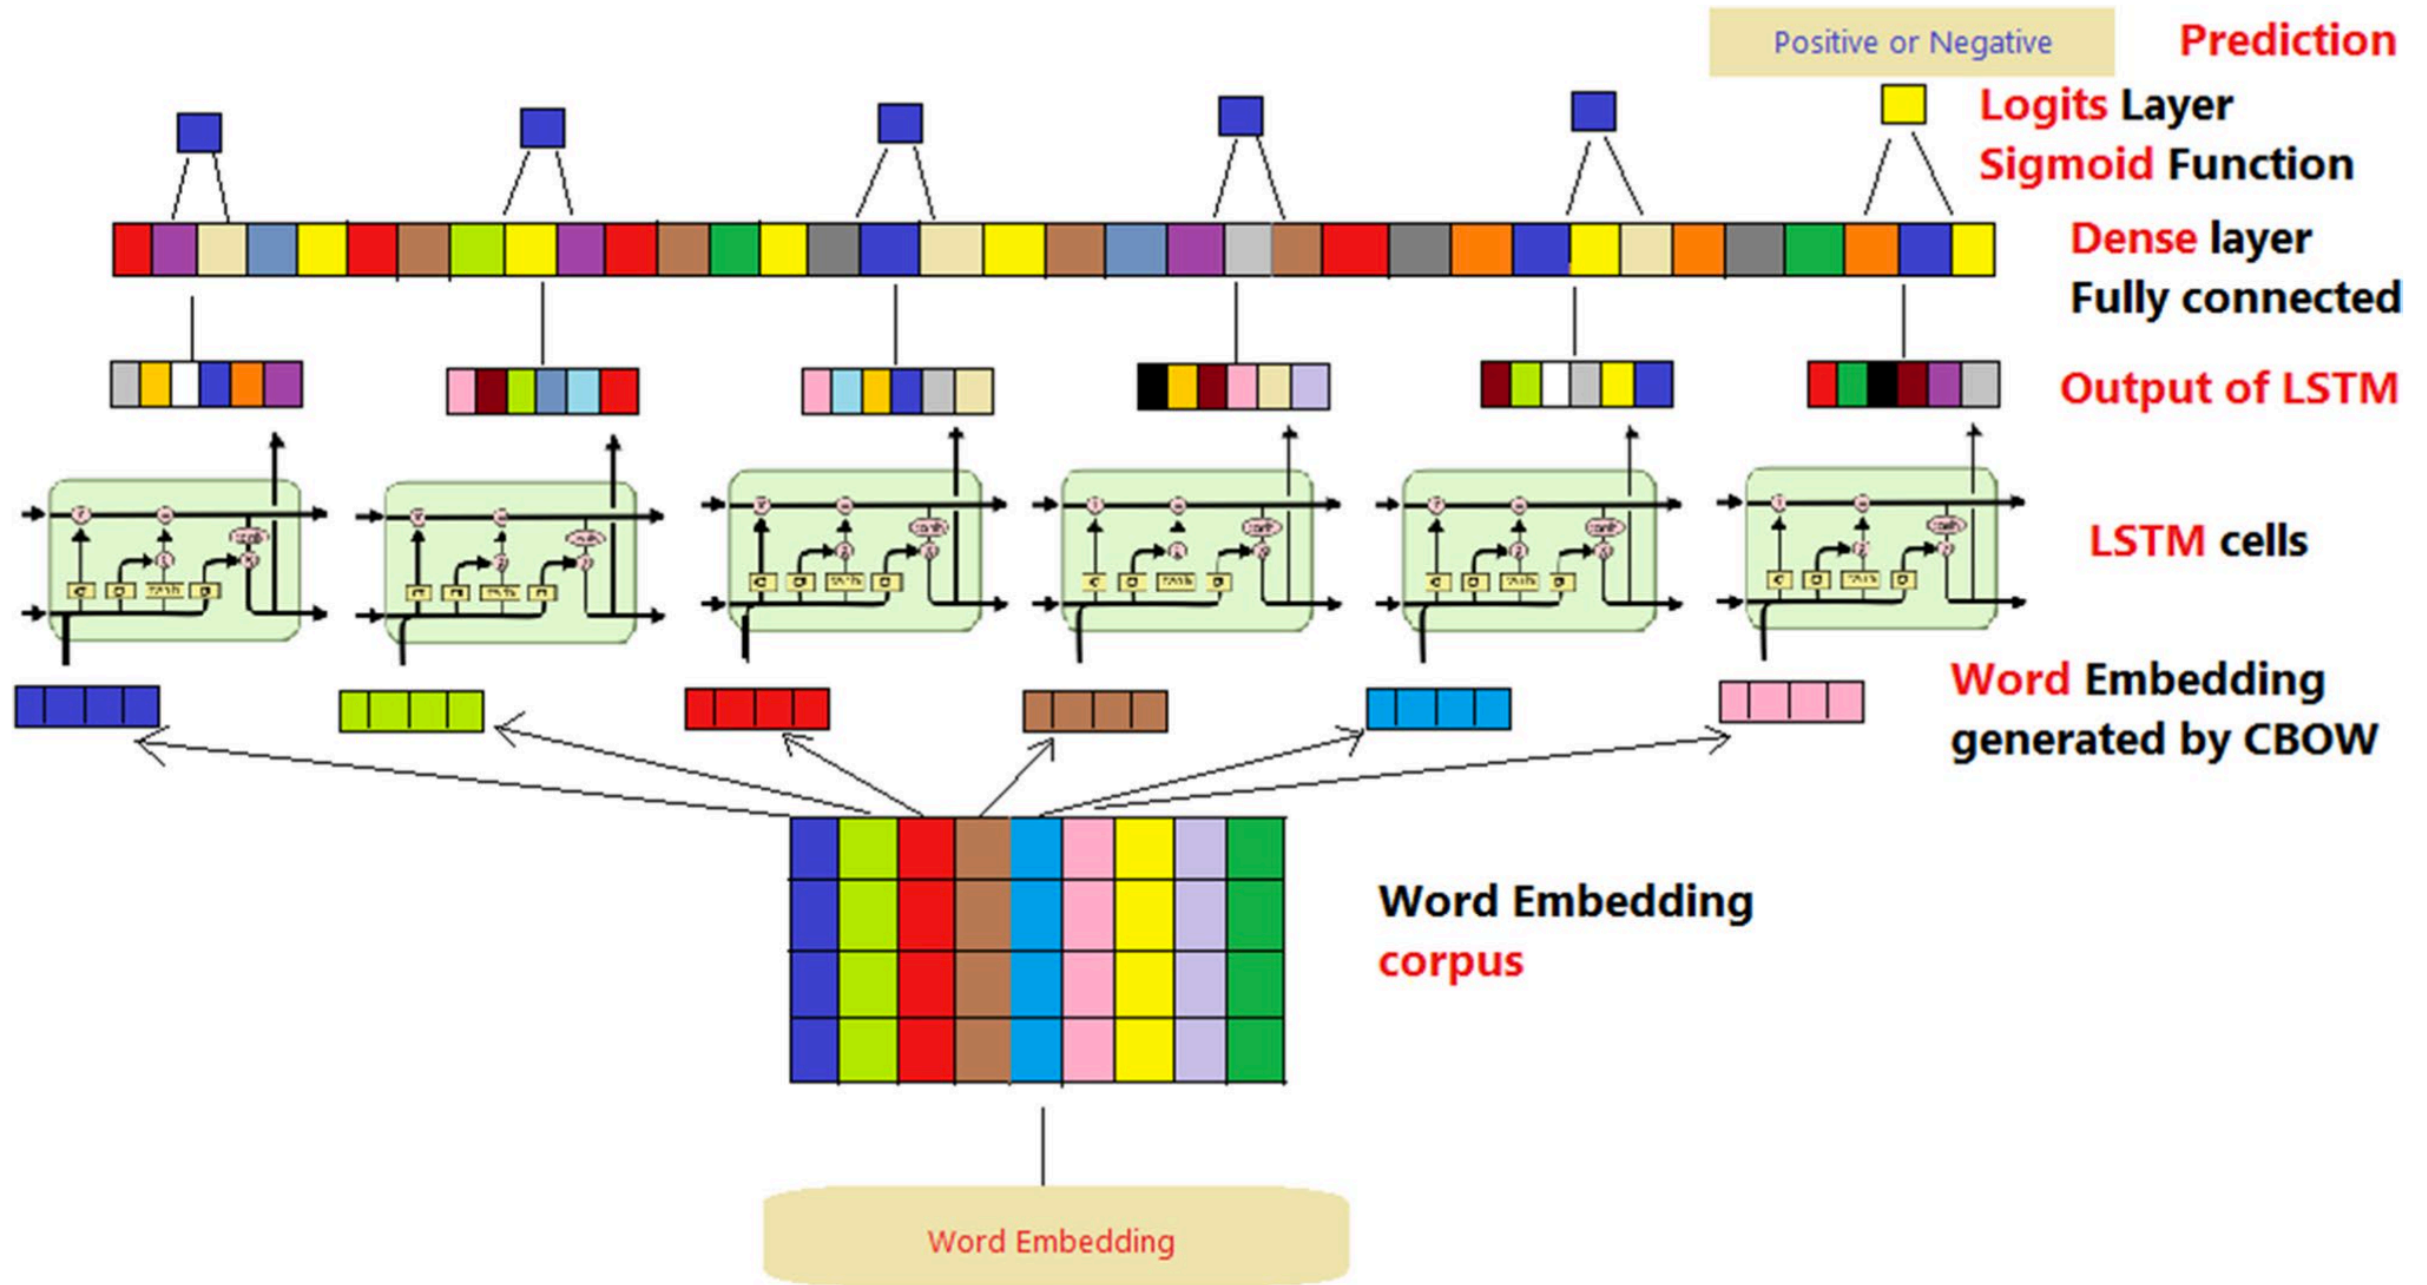 Positive or Negative
Prediction
Logits Layer
Sigmoid Function
Dense layer
Fully connected
Output of LSTM
LSTM cells
Word Embedding
generated by CBOW
Word Embedding
corpus
Word Embedding